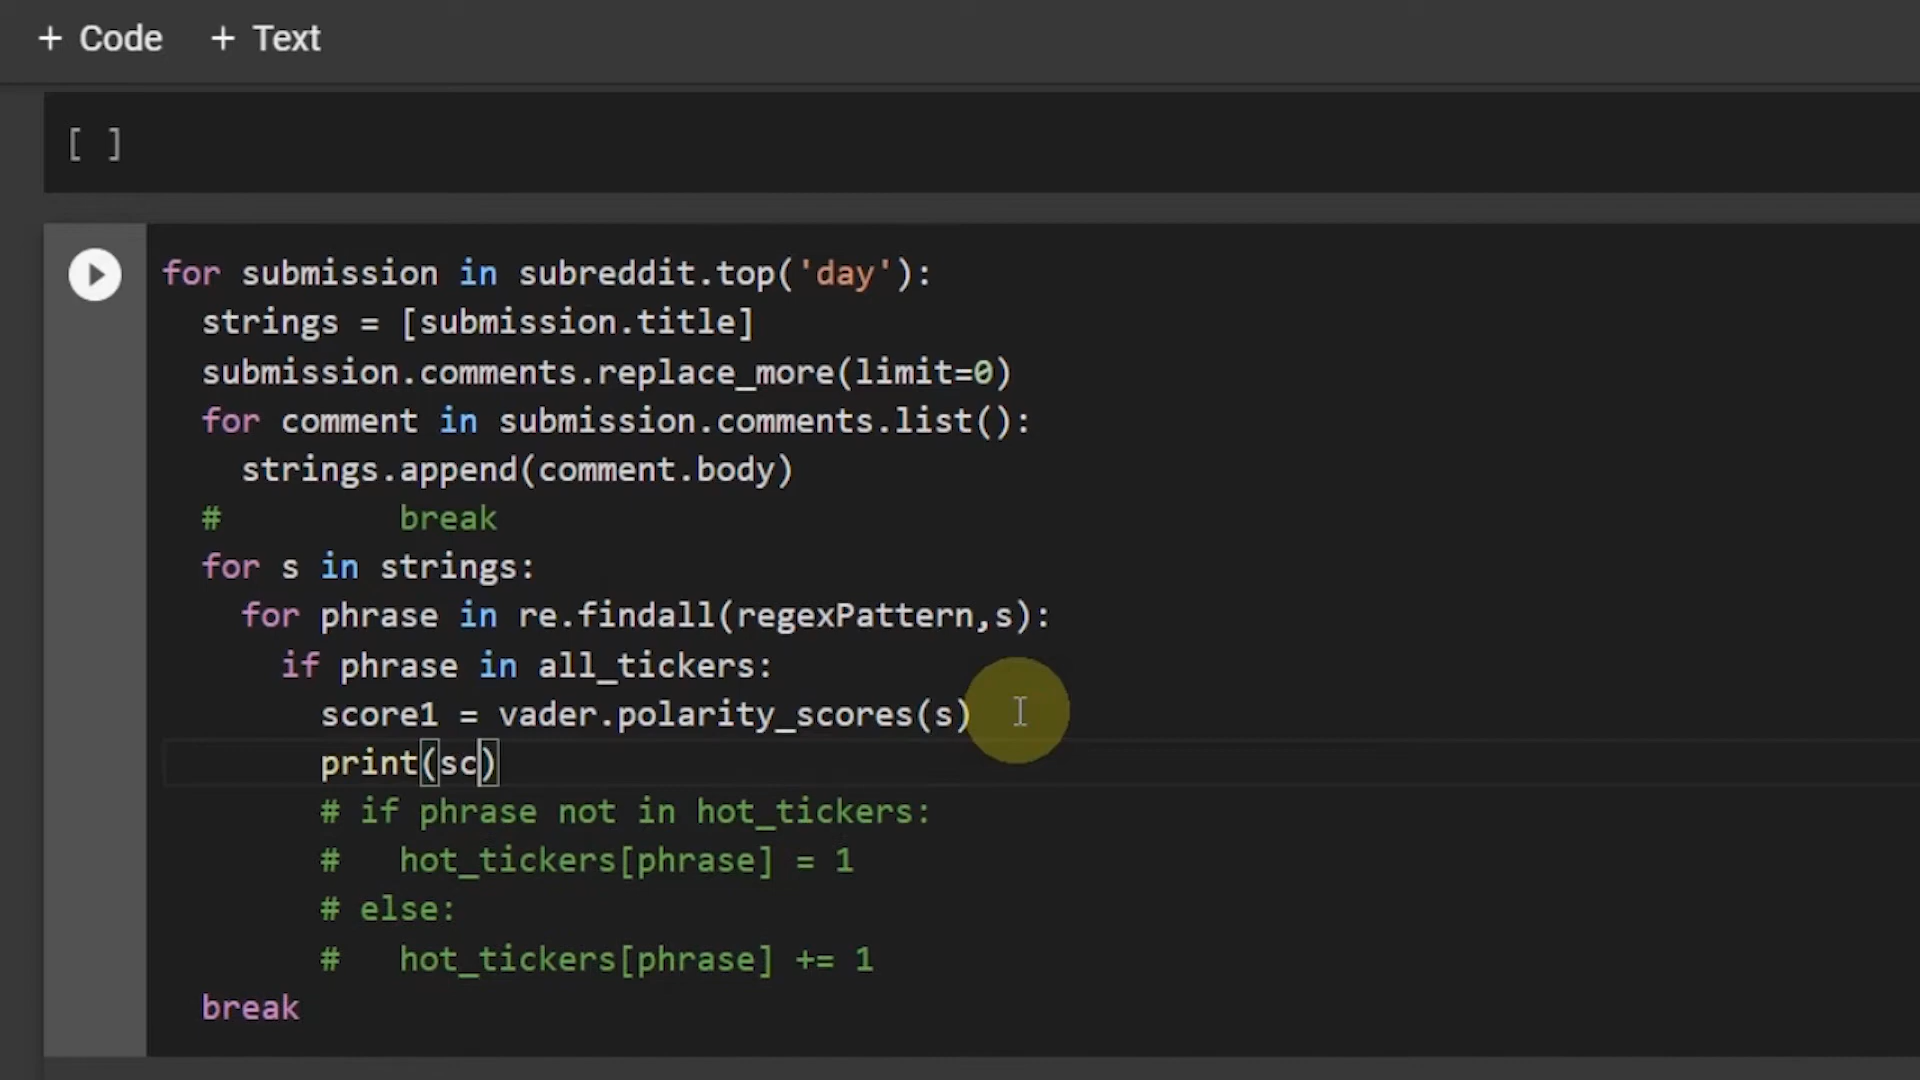 + Code + Text
[ ]
for submission in subreddit.top('day'):
  strings = [submission.title]
  submission.comments.replace_more(limit=0)
  for comment in submission.comments.list():
    strings.append(comment.body)
  #         break
  for s in strings:
    for phrase in re.findall(regexPattern,s):
      if phrase in all_tickers:
        score1 = vader.polarity_scores(s)
        print(sc)
        # if phrase not in hot_tickers:
        #   hot_tickers[phrase] = 1
        # else:
        #   hot_tickers[phrase] += 1
  break